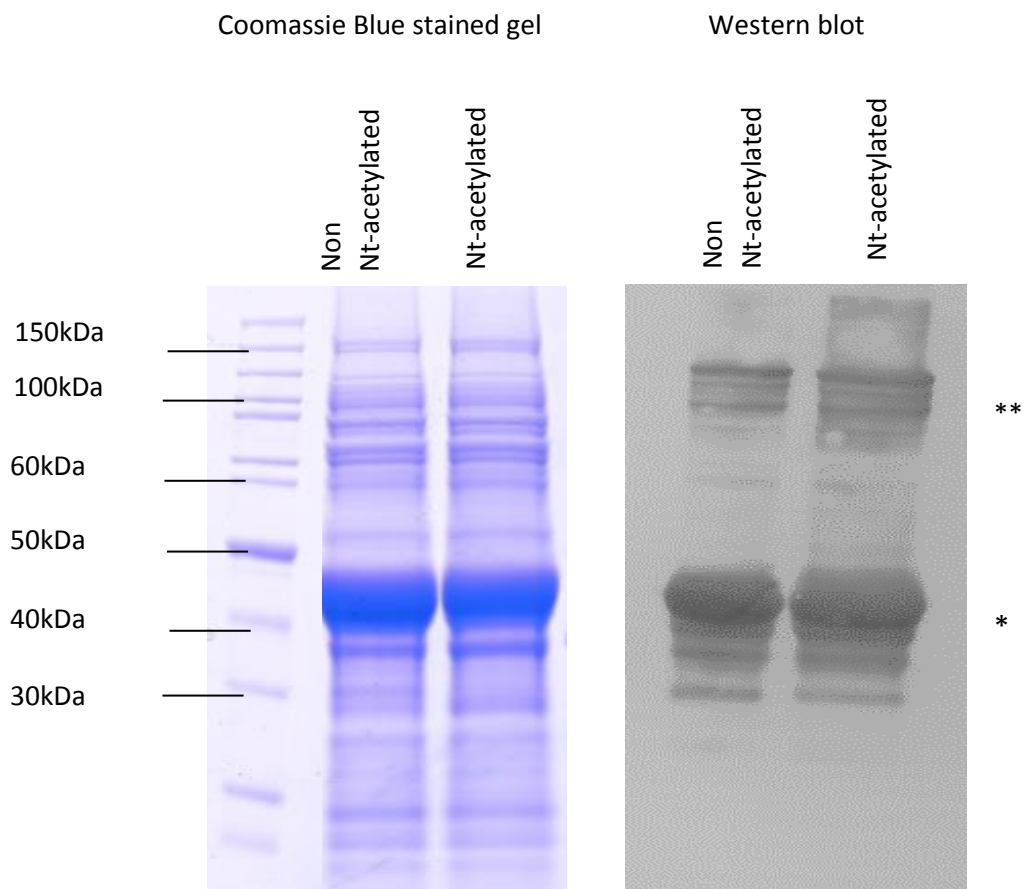 Coomassie Blue stained gel
Western blot
Non
Nt-acetylated
Nt-acetylated
Non
Nt-acetylated
Nt-acetylated
150kDa
100kDa
60kDa
50kDa
40kDa
30kDa
**
*